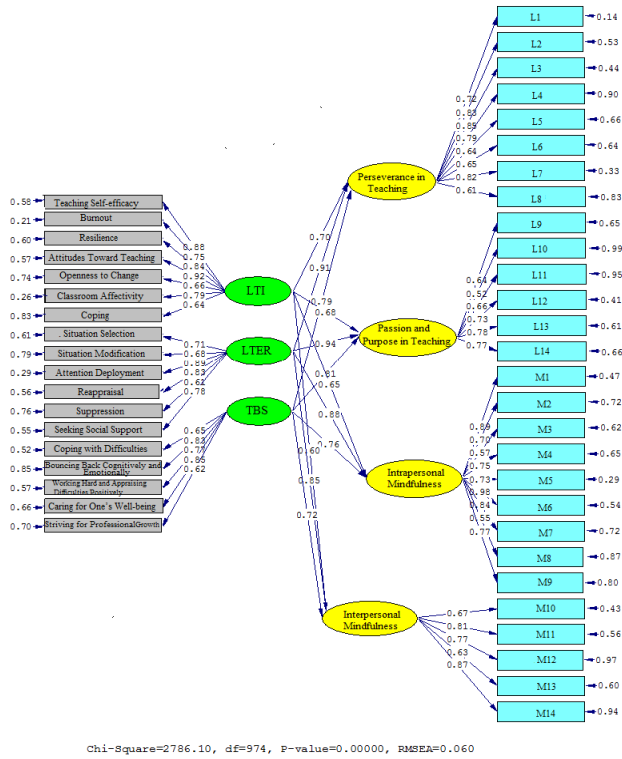 L1
0.14
L2
0.53
L3
0.44
L4
0.90
L5
0.66
L6
0.64
L7
0.33
L8
0.83
0.72
0.83
0.85
0.79
0.64
0.65
0.82
0.61
Perseverance in
Teaching
L9
0.65
L10
0.99
L11
0.95
L12
0.41
L13
0.61
L14
0.66
0.64
0.52
0.66
0.73
0.78
0.77
Passion and
Purpose in Teaching
M1
0.47
M2
0.72
M3
0.62
M4
0.65
M5
0.29
M6
0.54
M7
0.72
M8
0.87
M9
0.80
0.89
0.70
0.57
0.75
0.73
0.98
0.84
0.55
0.77
Intrapersonal
Mindfulness
M10
0.43
M11
0.56
M12
0.97
M13
0.60
M14
0.94
0.67
0.81
0.77
0.63
0.87
Interpersonal
Mindfulness
0.70
0.91
0.79
0.68
0.94
0.81
0.65
0.88
0.76
0.60
0.85
0.72
LTI
LTER
TBS
0.58
Teaching Self-efficacy
0.21
Burnout
0.60
Resilience
0.57
Attitudes Toward Teaching
0.74
Openness to Change
0.26
Classroom Affectivity
0.83
Coping
0.88
0.75
0.84
0.92
0.66
0.79
0.64
0.61
Situation Selection
0.79
Situation Modification
0.29
Attention Deployment
0.56
Reappraisal
0.76
Suppression
0.55
Seeking Social Support
0.71
0.68
0.89
0.83
0.61
0.78
0.52
Coping with Difficulties
0.85
Bouncing Back Cognitively and
Emotionally
0.57
Working Hard and Appraising
Difficulties Positively
0.66
Caring for One's Well-being
0.70
Striving for ProfessionalGrowth
0.65
0.83
0.77
0.62
Chi-Square=2786.10, df=974, P-value=0.00000, RMSEA=0.060